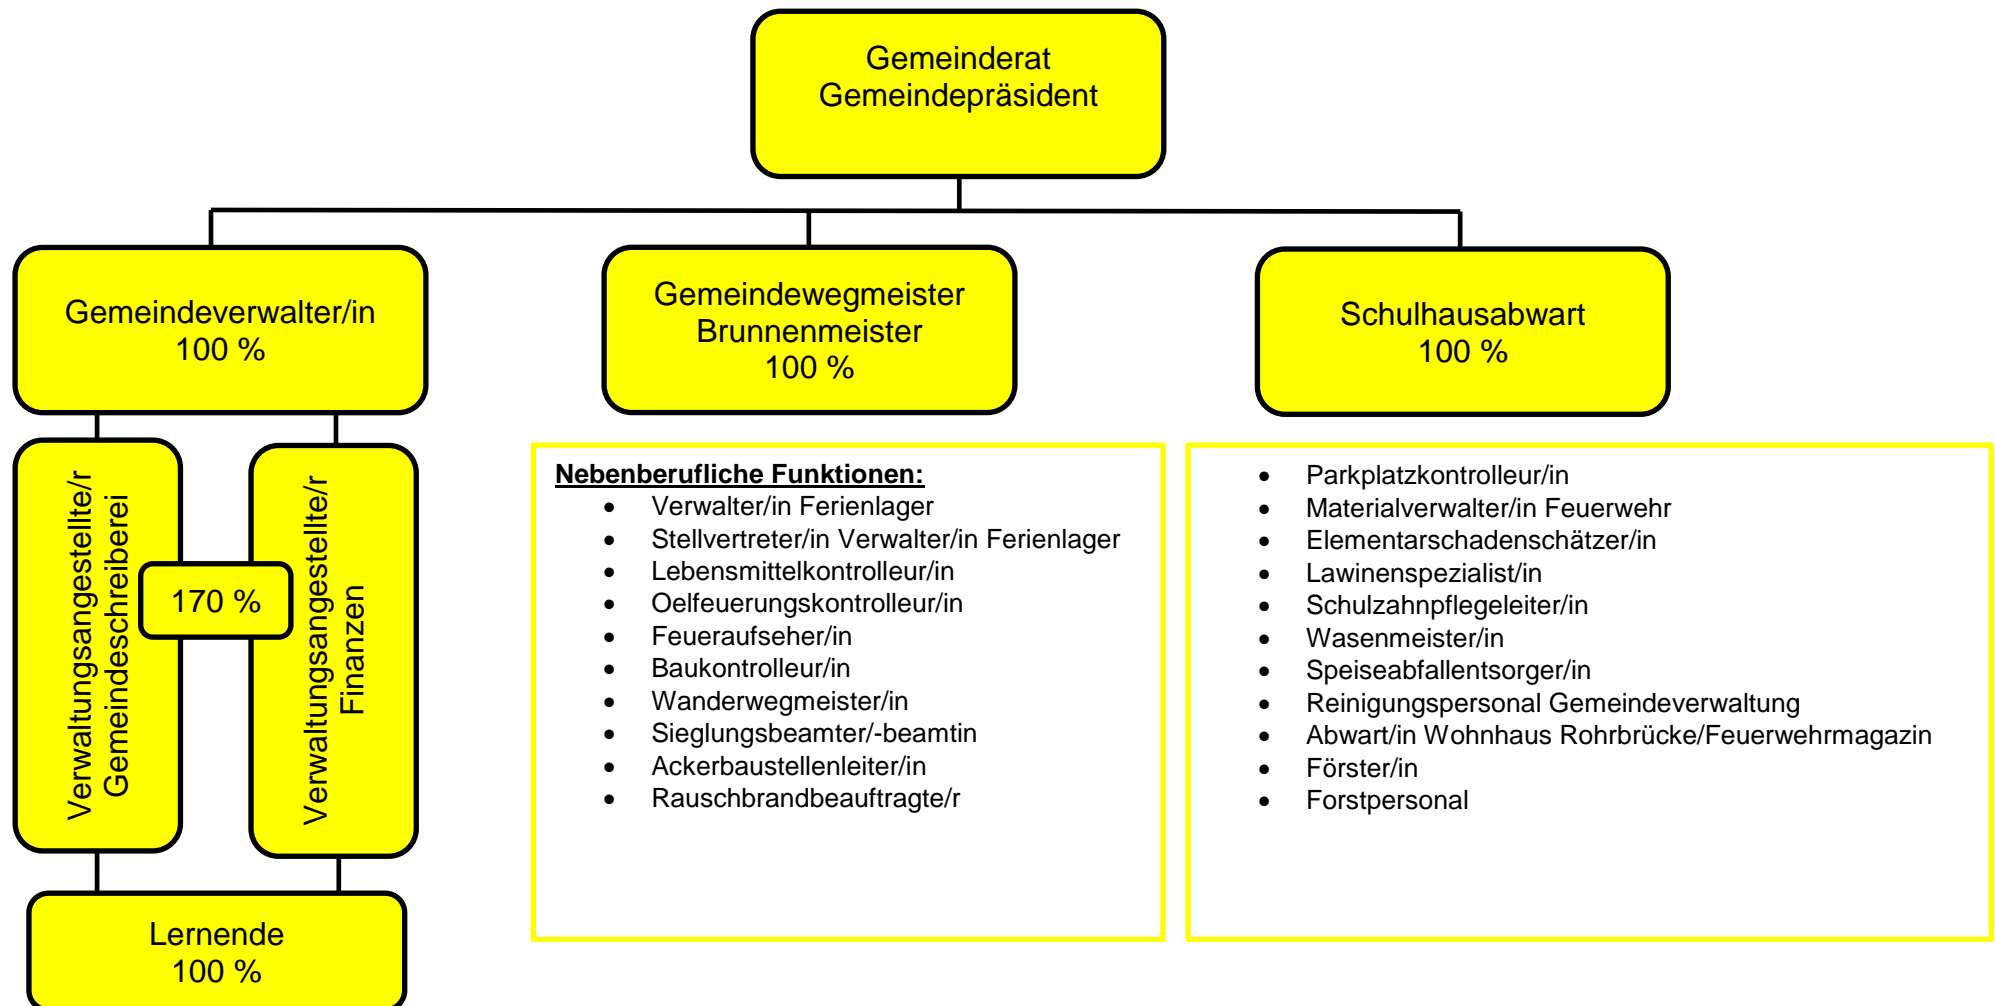 Gemeinderat
Gemeindepräsident
Gemeindeverwalter/in
100 %
Gemeindewegmeister
Brunnenmeister
100 %
Schulhausabwart
100 %
Verwaltungsangestellte/r
Gemeindeschreiberei
170 %
Verwaltungsangestellte/r
Finanzen
Lernende
100 %
Nebenberufliche Funktionen:
• Verwalter/in Ferienlager
• Stellvertreter/in Verwalter/in Ferienlager
• Lebensmittelkontrolleur/in
• Oelfeuerungskontrolleur/in
• Feueraufseher/in
• Baukontrolleur/in
• Wanderwegmeister/in
• Sieglungsbeamter/-beamtin
• Ackerbaustellenleiter/in
• Rauschbrandbeauftragte/r
• Parkplatzkontrolleur/in
• Materialverwalter/in Feuerwehr
• Elementarschadenschätzer/in
• Lawinenspezialist/in
• Schulzahnpflegeleiter/in
• Wasenmeister/in
• Speiseabfallentsorger/in
• Reinigungspersonal Gemeindeverwaltung
• Abwart/in Wohnhaus Rohrbrücke/Feuerwehrmagazin
• Förster/in
• Forstpersonal